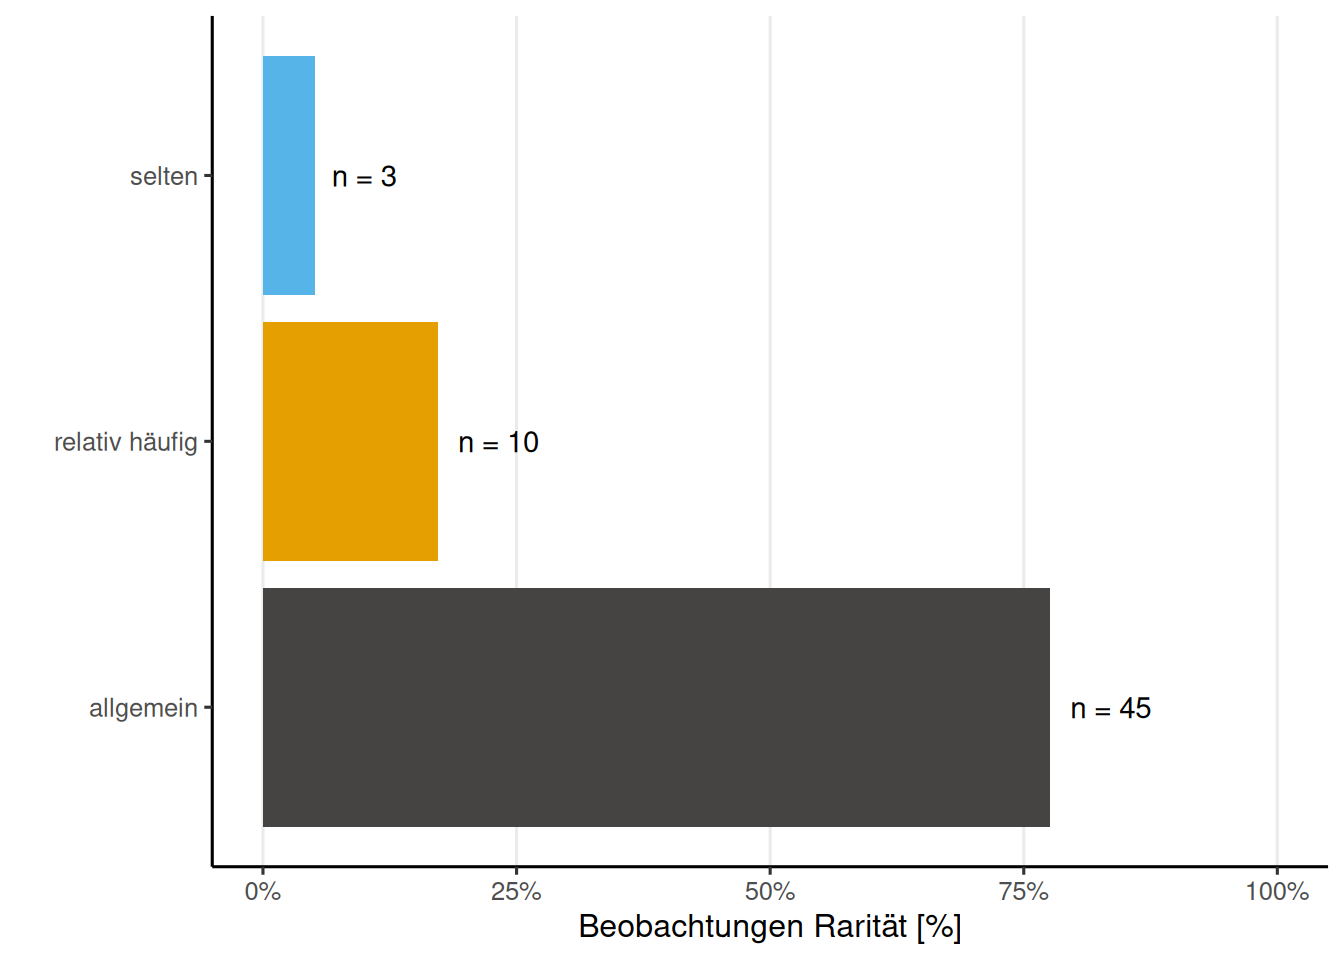 selten
n = 3
relativ häufig
n = 10
allgemein
n = 45
0% 25% 50% 75% 100%
Beobachtungen Rarität [%]